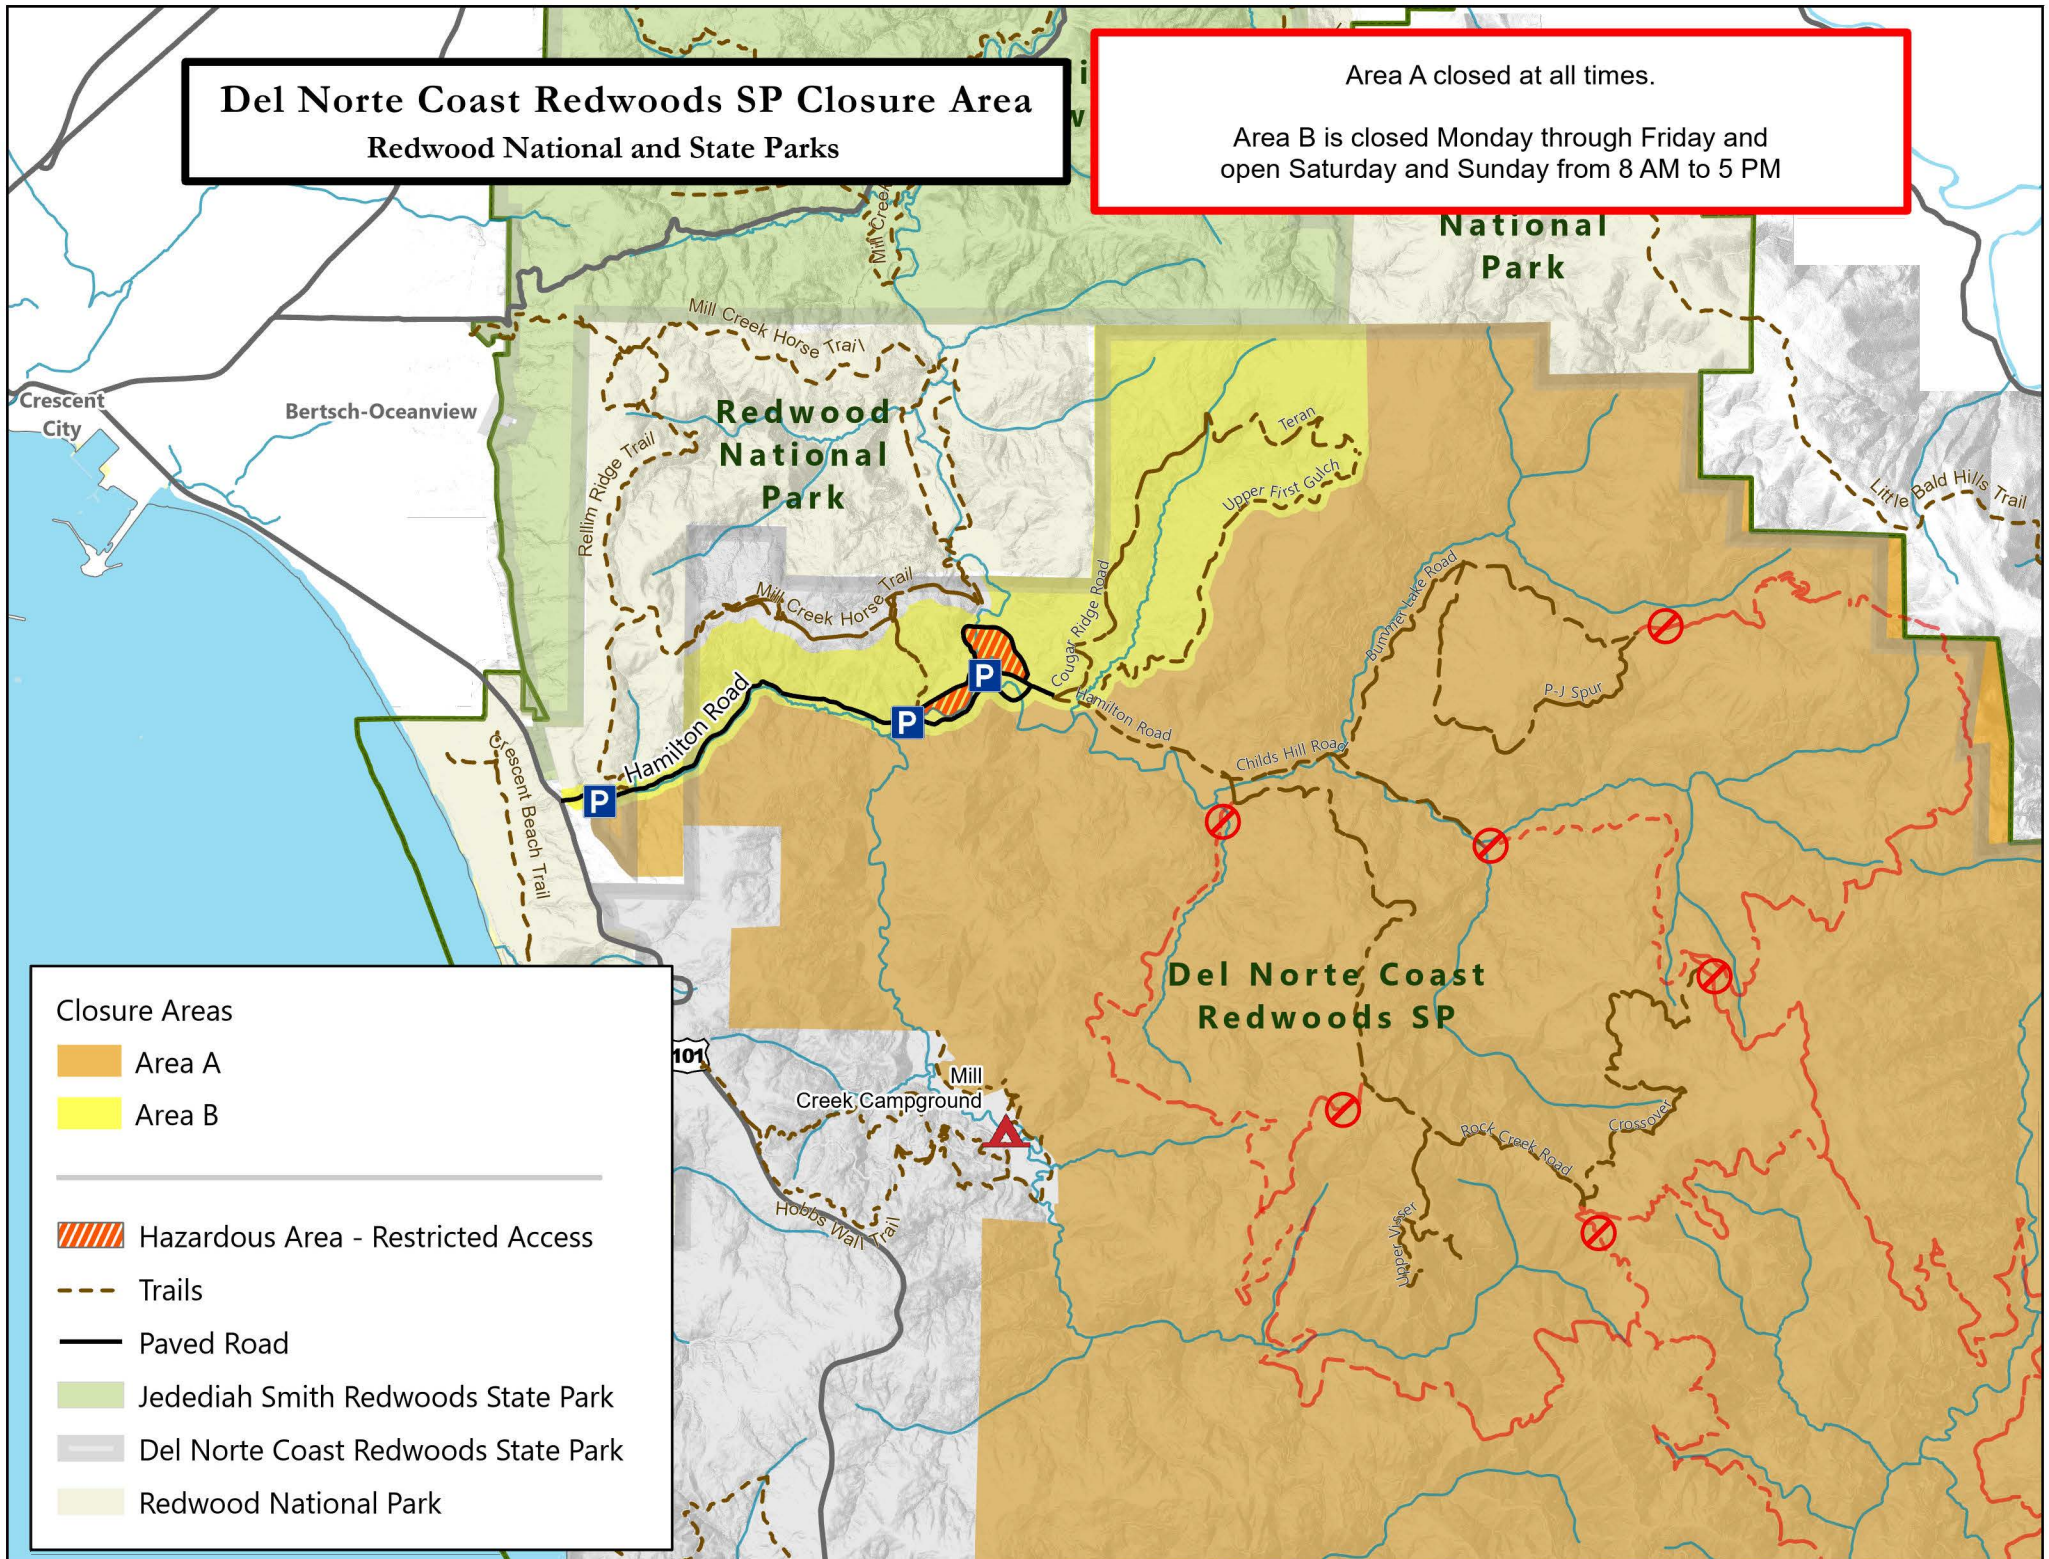 Del Norte Coast Redwoods SP Closure Area
Redwood National and State Parks
Area A closed at all times.
Area B is closed Monday through Friday and
open Saturday and Sunday from 8 AM to 5 PM
National
Park
Mill Creek
Mill Creek Horse Trail
Crescent
City
Bertsch-Oceanview
Redwood
National
Park
Rellim Ridge Trail
Teran
Upper First Gulch
Little Bald Hills Trail
Mill Creek Horse Trail
Cougar Ridge Road
Bummer Lake Road
P
P
P
Hamilton Road
Hamilton Road
P-J Spur
Childs Hill Road
Crescent Beach Trail
Del Norte Coast
Redwoods SP
101
Mill
Creek Campground
Hobbs Wall Trail
Rock Creek Road
Crossover
Upper Visser
Closure Areas
Area A
Area B
Hazardous Area - Restricted Access
Trails
Paved Road
Jedediah Smith Redwoods State Park
Del Norte Coast Redwoods State Park
Redwood National Park